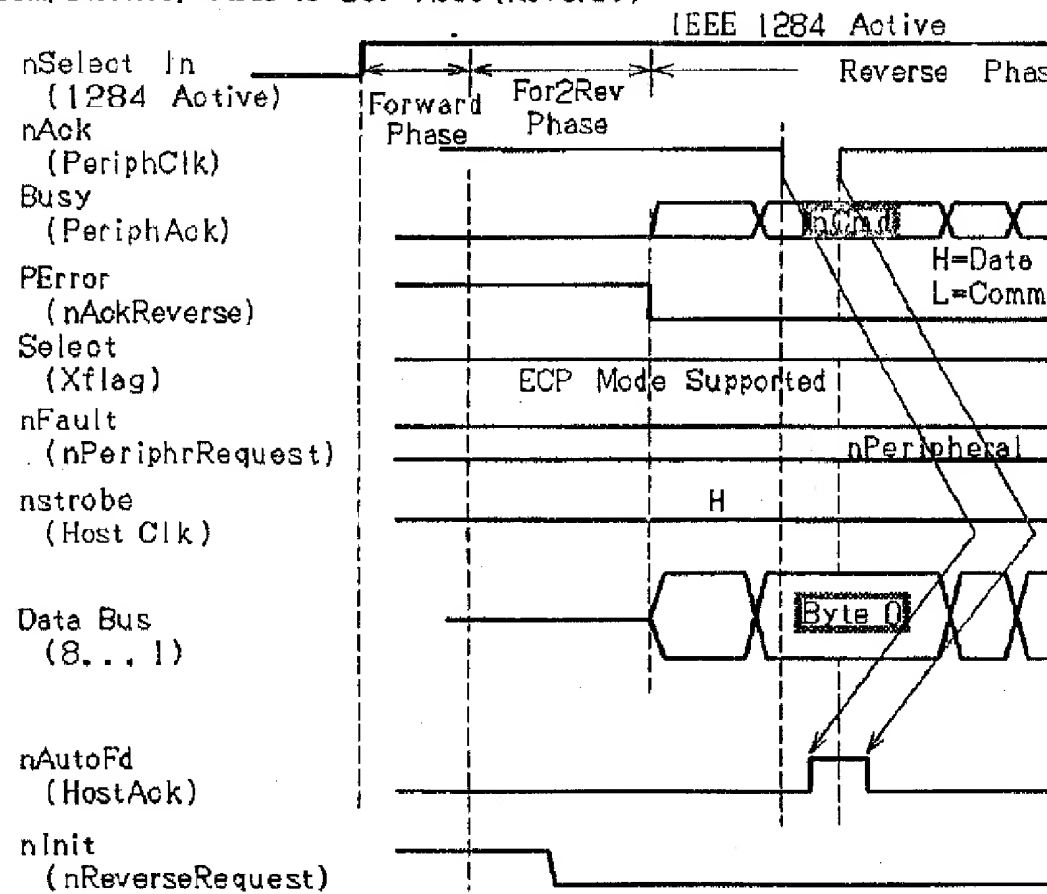 IEEE 1284 Active
nSelect In
(1284 Active)
Forward
Phase
For2Rev
Phase
Reverse Phas
nAck
(PeriphClk)
Busy
(PeriphAck)
nCmd
H=Data
L=Comm
PError
(nAckReverse)
Select
(Xflag)
ECP Mode Supported
nFault
(nPeriphrRequest)
nPeripheral
nstrobe
(Host Clk)
H
Data Bus
(8...1)
Byte 0
nAutoFd
(HostAck)
nInit
(nReverseRequest)